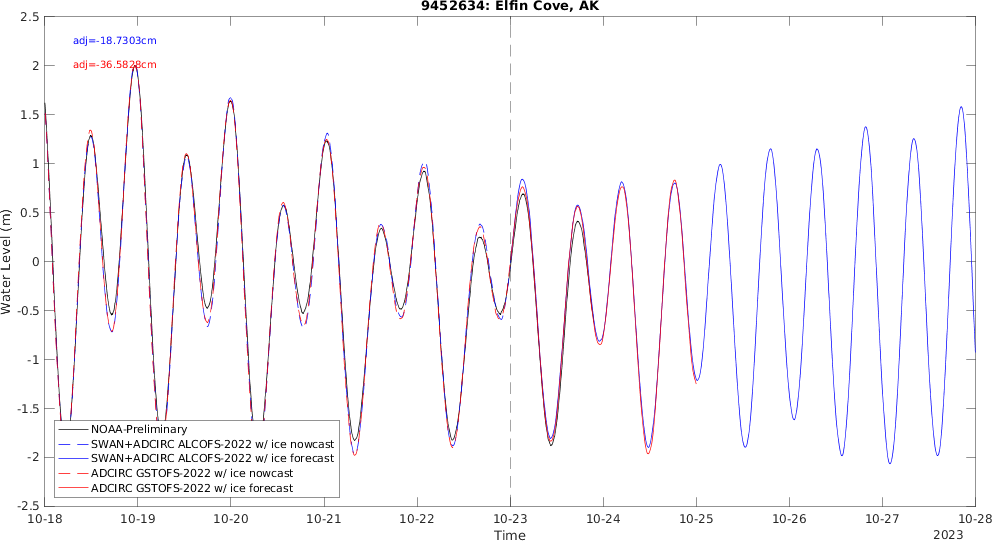 9452634: Elfin Cove, AK
adj=-18.7303cm
adj=-36.5828cm
Water Level (m)
2.5
2
1.5
1
0.5
0
-0.5
-1
-1.5
-2
-2.5
NOAA-Preliminary
SWAN+ADCIRC ALCOFS-2022 w/ ice nowcast
SWAN+ADCIRC ALCOFS-2022 w/ ice forecast
ADCIRC GSTOFS-2022 w/ ice nowcast
ADCIRC GSTOFS-2022 w/ ice forecast
10-18 10-19 10-20 10-21 10-22 10-23 10-24 10-25 10-26 10-27 10-28
Time
2023